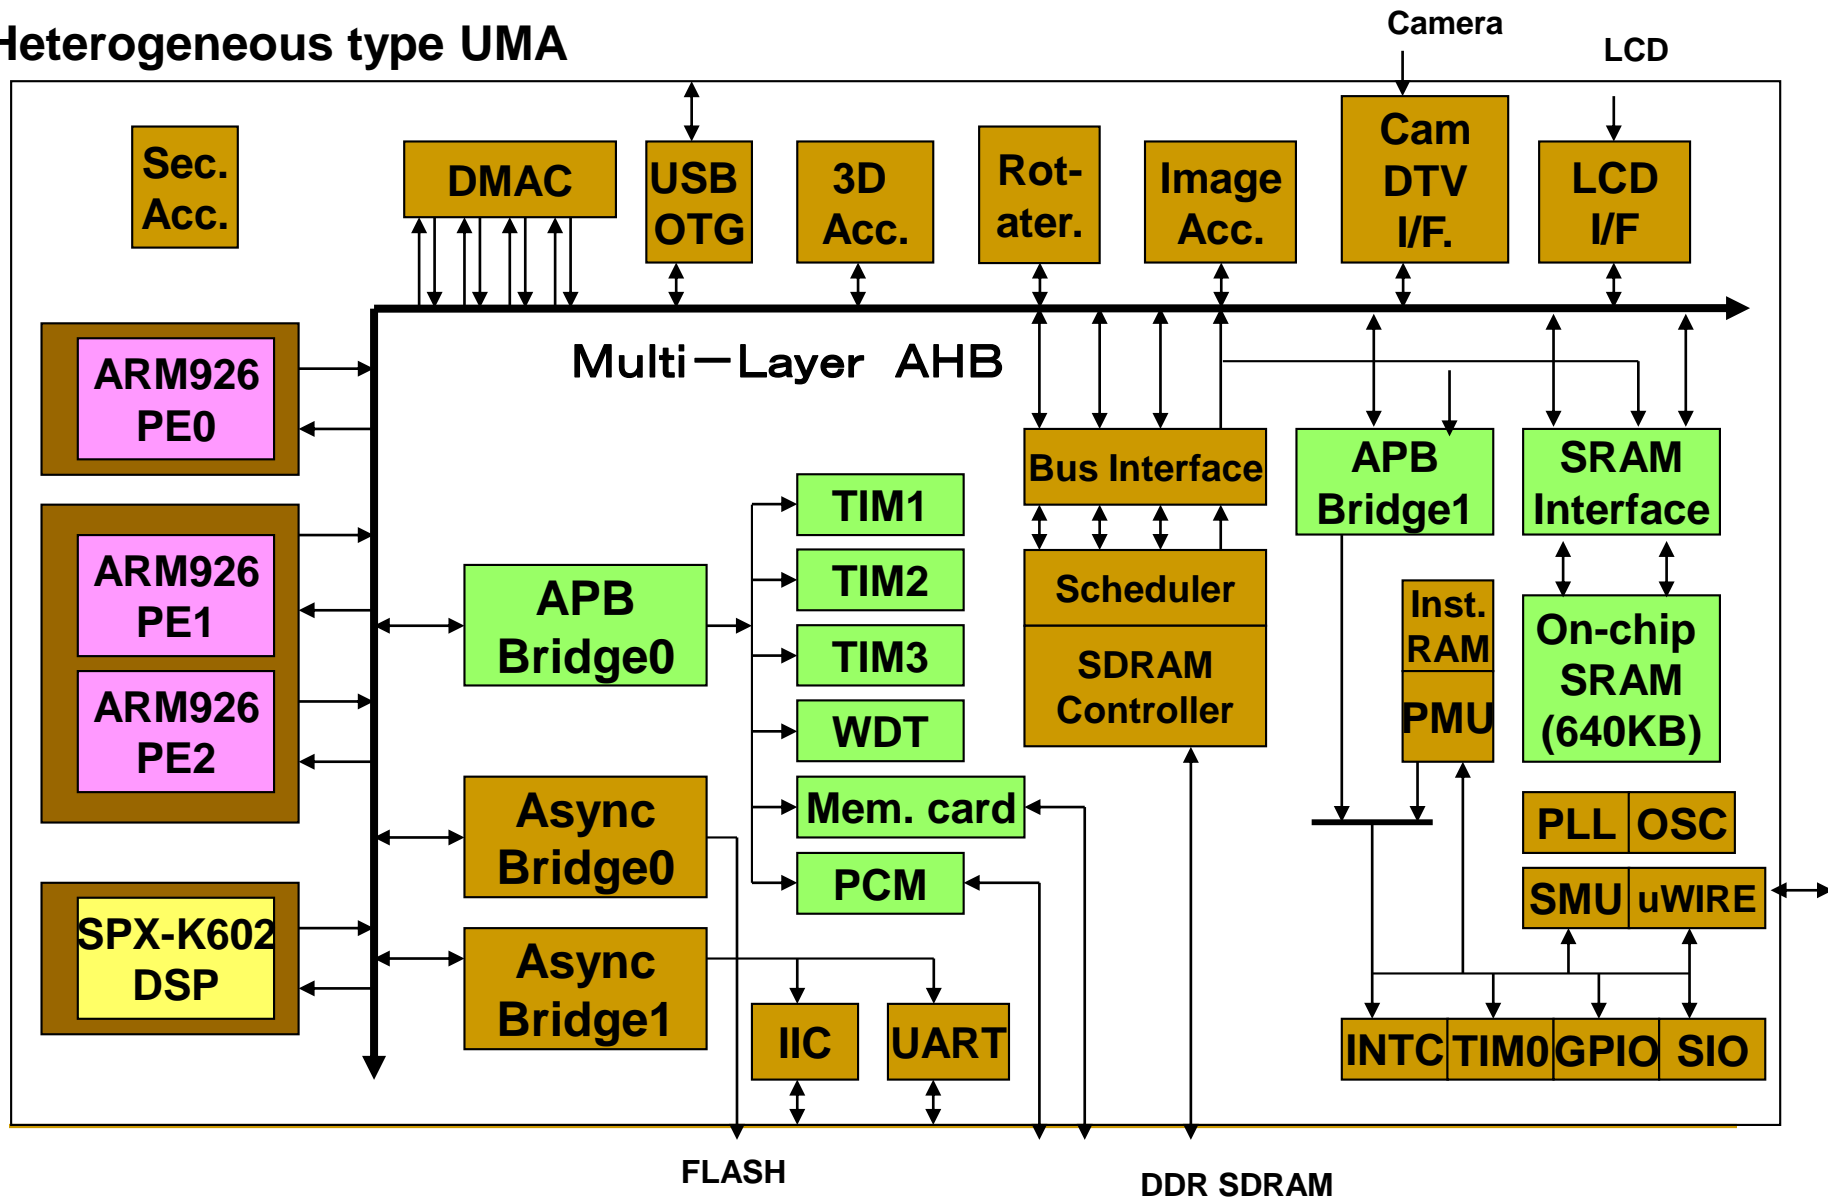 Heterogeneous type UMA
Camera
LCD
Sec.
Acc.
DMAC
USB
OTG
3D
Acc.
Rot-
ater.
Image
Acc.
Cam
DTV
I/F.
LCD
I/F
Multi－Layer AHB
ARM926
PE0
ARM926
PE1
ARM926
PE2
SPX-K602
DSP
APB
Bridge0
Async
Bridge0
Async
Bridge1
TIM1
TIM2
TIM3
WDT
Mem. card
PCM
IIC
UART
Bus Interface
Scheduler
SDRAM
Controller
APB
Bridge1
SRAM
Interface
Inst.
RAM
PMU
On-chip
SRAM
(640KB)
PLL
OSC
SMU
uWIRE
INTC
TIM0
GPIO
SIO
FLASH
DDR SDRAM